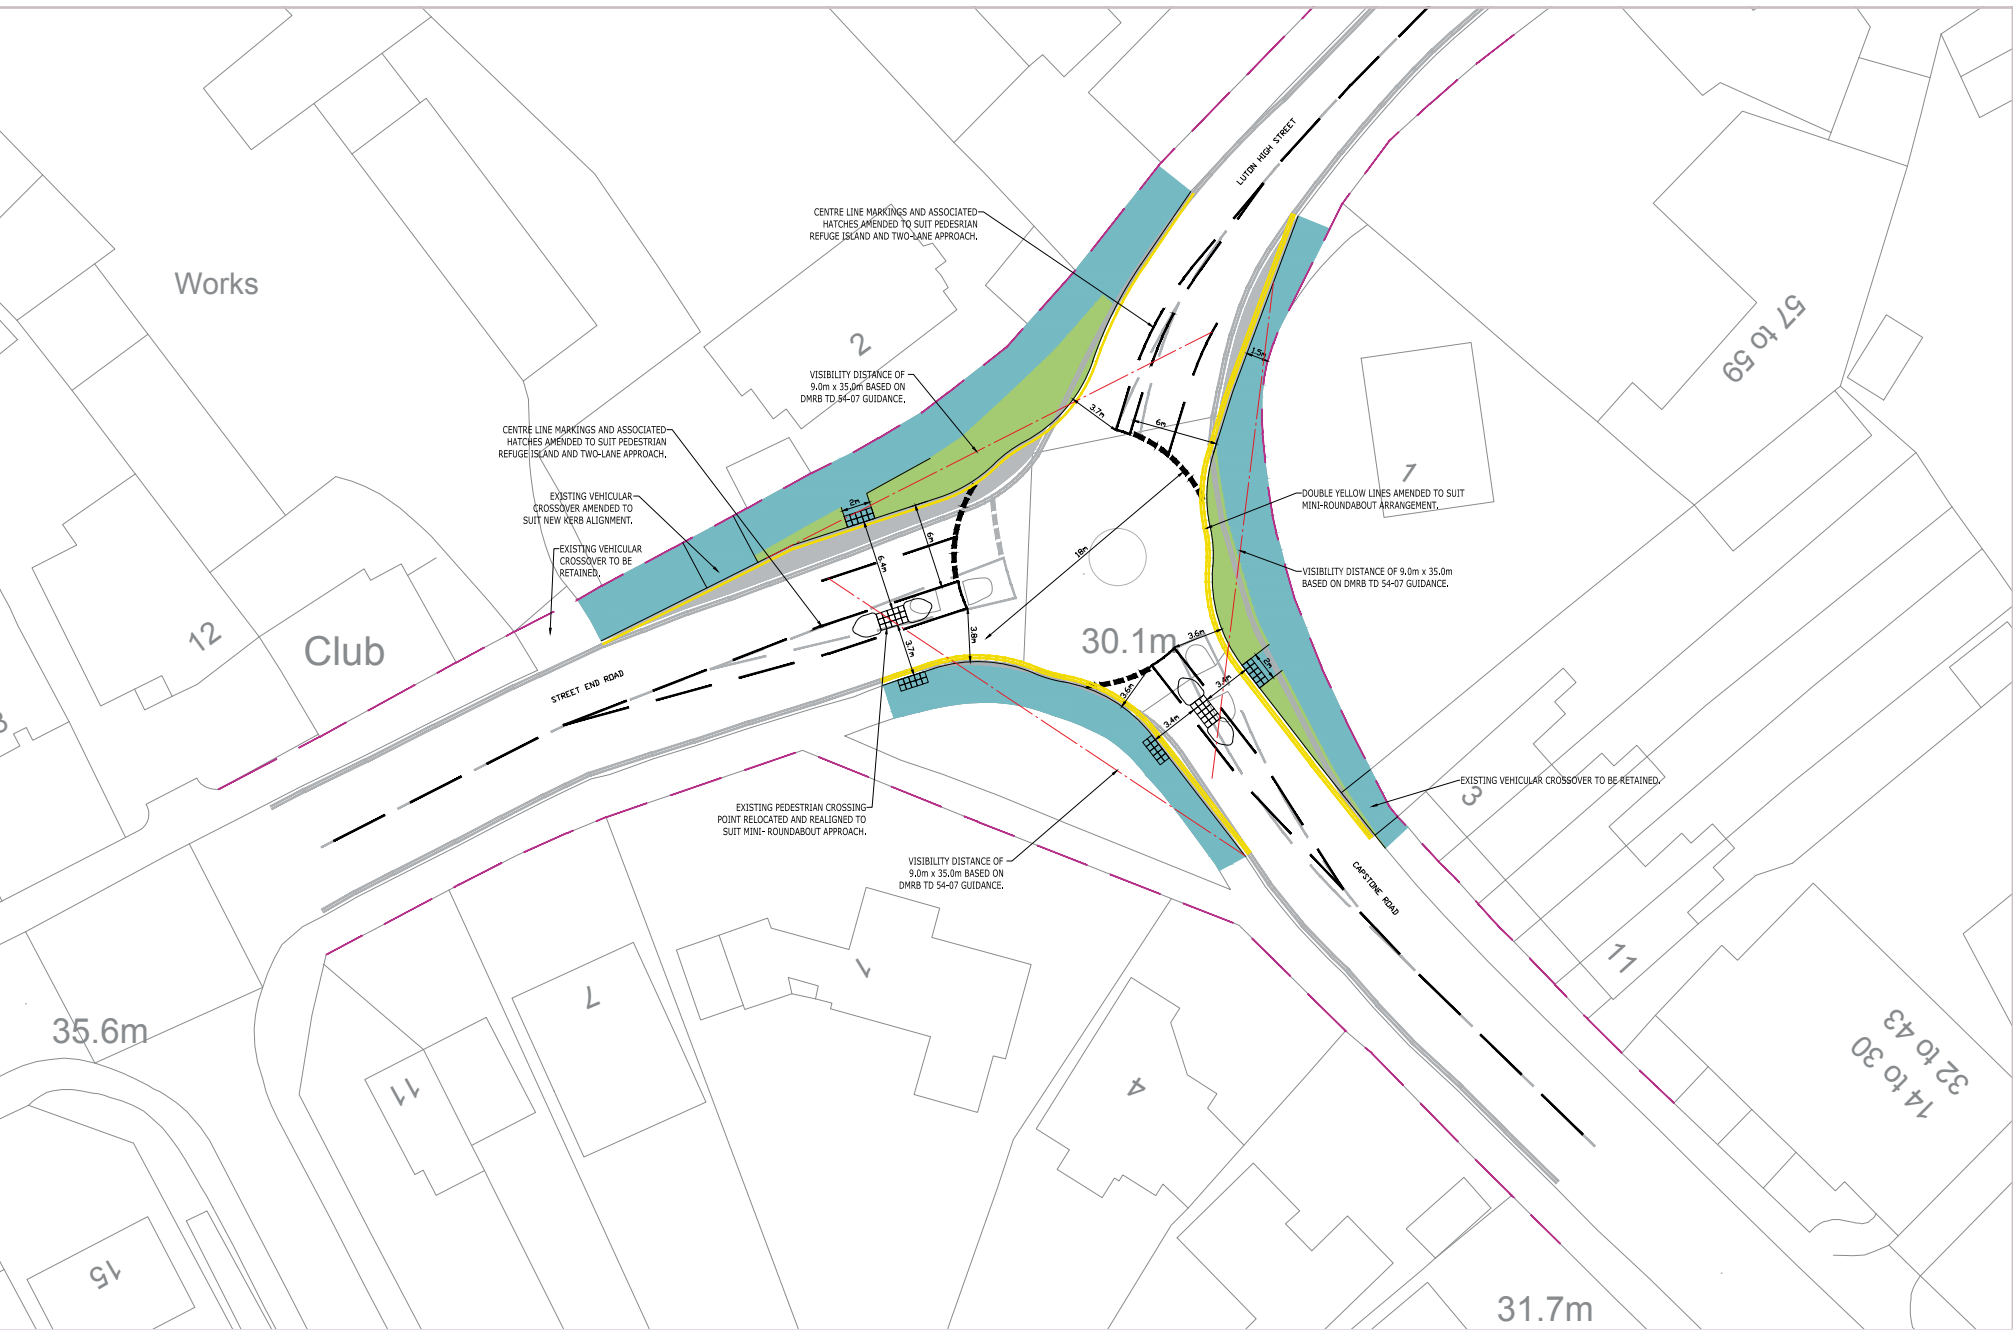 LUTON HIGH STREET
CENTRE LINE MARKINGS AND ASSOCIATED
HATCHES AMENDED TO SUIT PEDESRIAN
REFUGE ISLAND AND TWO-LANE APPROACH.
Works
2
57 to 59
VISIBILITY DISTANCE OF
9.0m x 35.0m BASED ON
DMRB TD 54-07 GUIDANCE.
1.5m
3.7m
6m
CENTRE LINE MARKINGS AND ASSOCIATED
HATCHES AMENDED TO SUIT PEDESTRIAN
REFUGE ISLAND AND TWO-LANE APPROACH.
1
EXISTING VEHICULAR
CROSSOVER AMENDED TO
SUIT NEW KERB ALIGNMENT.
2m
DOUBLE YELLOW LINES AMENDED TO SUIT
MINI-ROUNDABOUT ARRANGEMENT.
EXISTING VEHICULAR
CROSSOVER TO BE
RETAINED.
6m
6.4m
18m
VISIBILITY DISTANCE OF 9.0m x 35.0m
BASED ON DMRB TD 54-07 GUIDANCE.
12
Club
30.1m
3.8m
3.7m
3.6m
2m
3.4m
3.6m
3.4m
STREET END ROAD
EXISTING VEHICULAR CROSSOVER TO BE RETAINED.
3
EXISTING PEDESTRIAN CROSSING
POINT RELOCATED AND REALIGNED TO
SUIT MINI- ROUNDABOUT APPROACH.
VISIBILITY DISTANCE OF
9.0m x 35.0m BASED ON
DMRB TD 54-07 GUIDANCE.
CAPSTONE ROAD
11
1
7
35.6m
11
4
14 to 30
32 to 43
15
31.7m